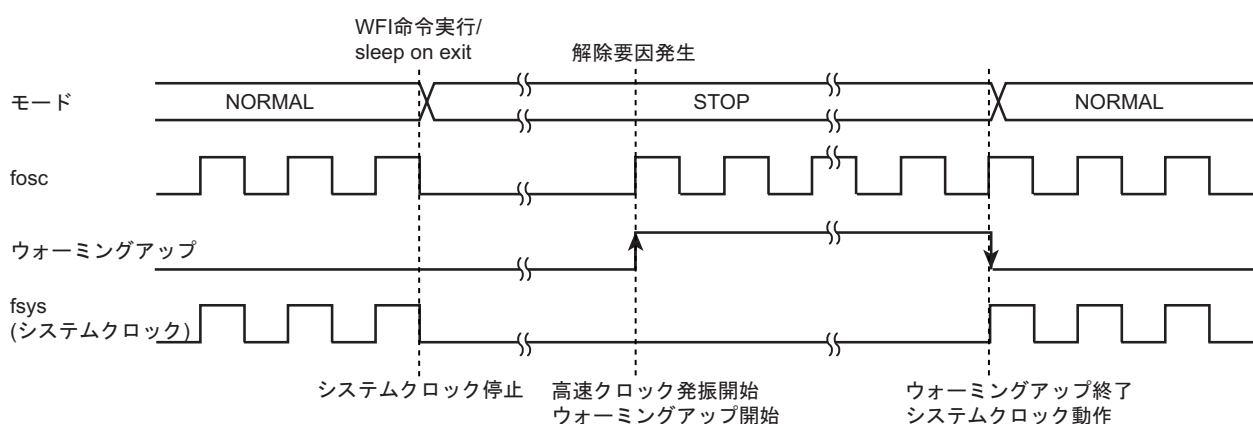 WFI命令実行/
sleep on exit
解除要因発生
モード
NORMAL
STOP
NORMAL
fosc
ウォーミングアップ
fsys
(システムクロック)
システムクロック停止
高速クロック発振開始
ウォーミングアップ開始
ウォーミングアップ終了
システムクロック動作